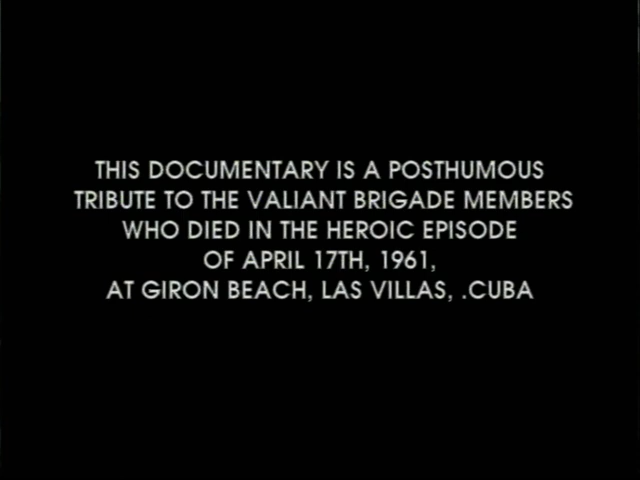 THIS DOCUMENTARY IS A POSTHUMOUS
TRIBUTE TO THE VALIANT BRIGADE MEMBERS
WHO DIED IN THE HEROIC EPISODE
OF APRIL 17TH, 1961,
AT GIRON BEACH, LAS VILLAS, .CUBA